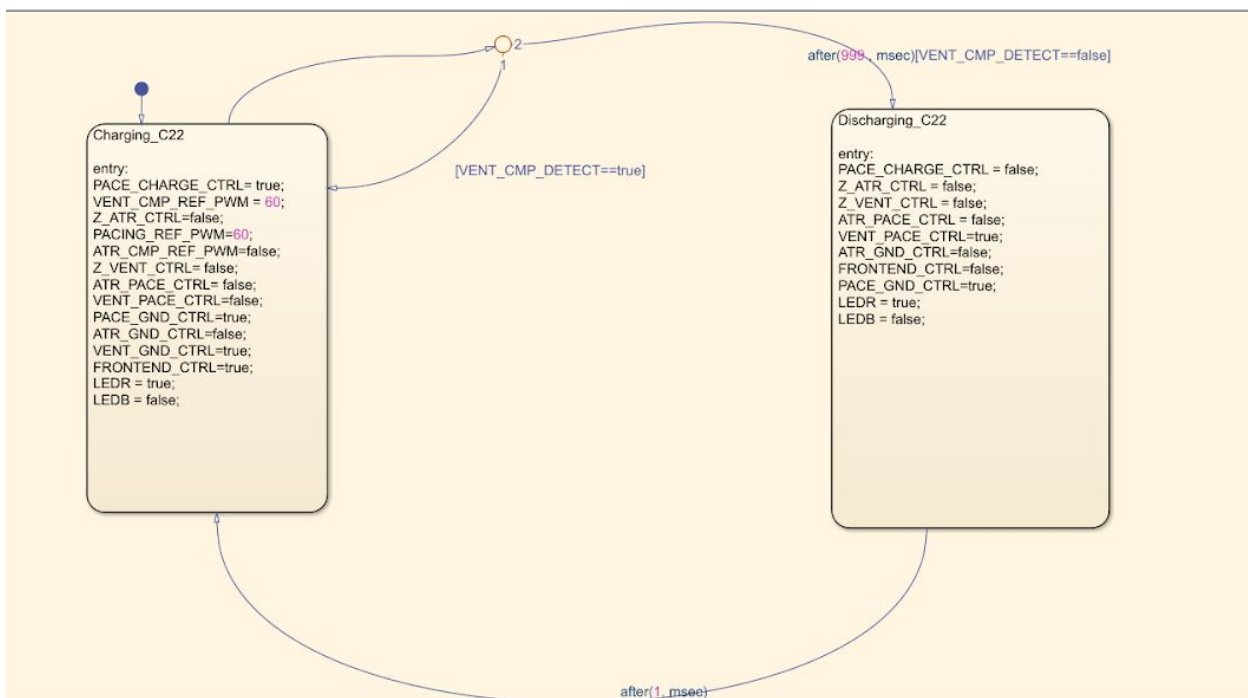 2
after(999 , msec)[VENT_CMP_DETECT==false]
1
[VENT_CMP_DETECT==true]
Charging_C22
entry:
PACE_CHARGE_CTRL= true;
VENT_CMP_REF_PWM = 60;
Z_ATR_CTRL=false;
PACING_REF_PWM=60;
ATR_CMP_REF_PWM=false;
Z_VENT_CTRL= false;
ATR_PACE_CTRL= false;
VENT_PACE_CTRL=false;
PACE_GND_CTRL=true;
ATR_GND_CTRL=false;
VENT_GND_CTRL=true;
FRONTEND_CTRL=true;
LEDR = true;
LEDB = false;
Discharging_C22
entry:
PACE_CHARGE_CTRL = false;
Z_ATR_CTRL = false;
Z_VENT_CTRL = false;
ATR_PACE_CTRL = false;
VENT_PACE_CTRL=true;
ATR_GND_CTRL=false;
FRONTEND_CTRL=false;
PACE_GND_CTRL=true;
LEDR = true;
LEDB = false;
after(1, msec)